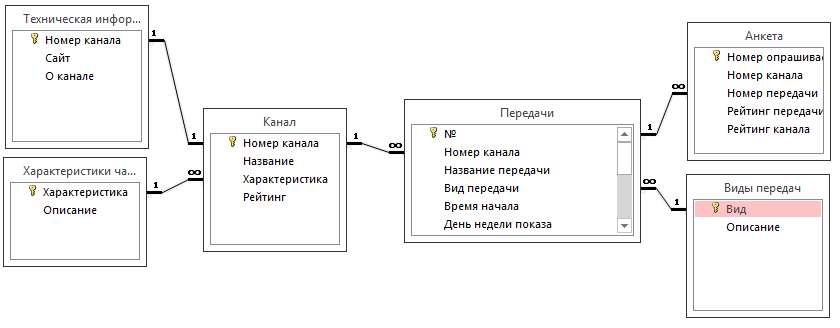 Техническая инфор...
Номер канала
Сайт
О канале
Характеристики ча...
Характеристика
Описание
1
1
1
∞
Канал
Номер канала
Название
Характеристика
Рейтинг
1
∞
Передачи
№
Номер канала
Название передачи
Вид передачи
Время начала
День недели показа
1
∞
∞
1
Анкета
Номер опрашивае
Номер канала
Номер передачи
Рейтинг передачи
Рейтинг канала
Виды передач
Вид
Описание